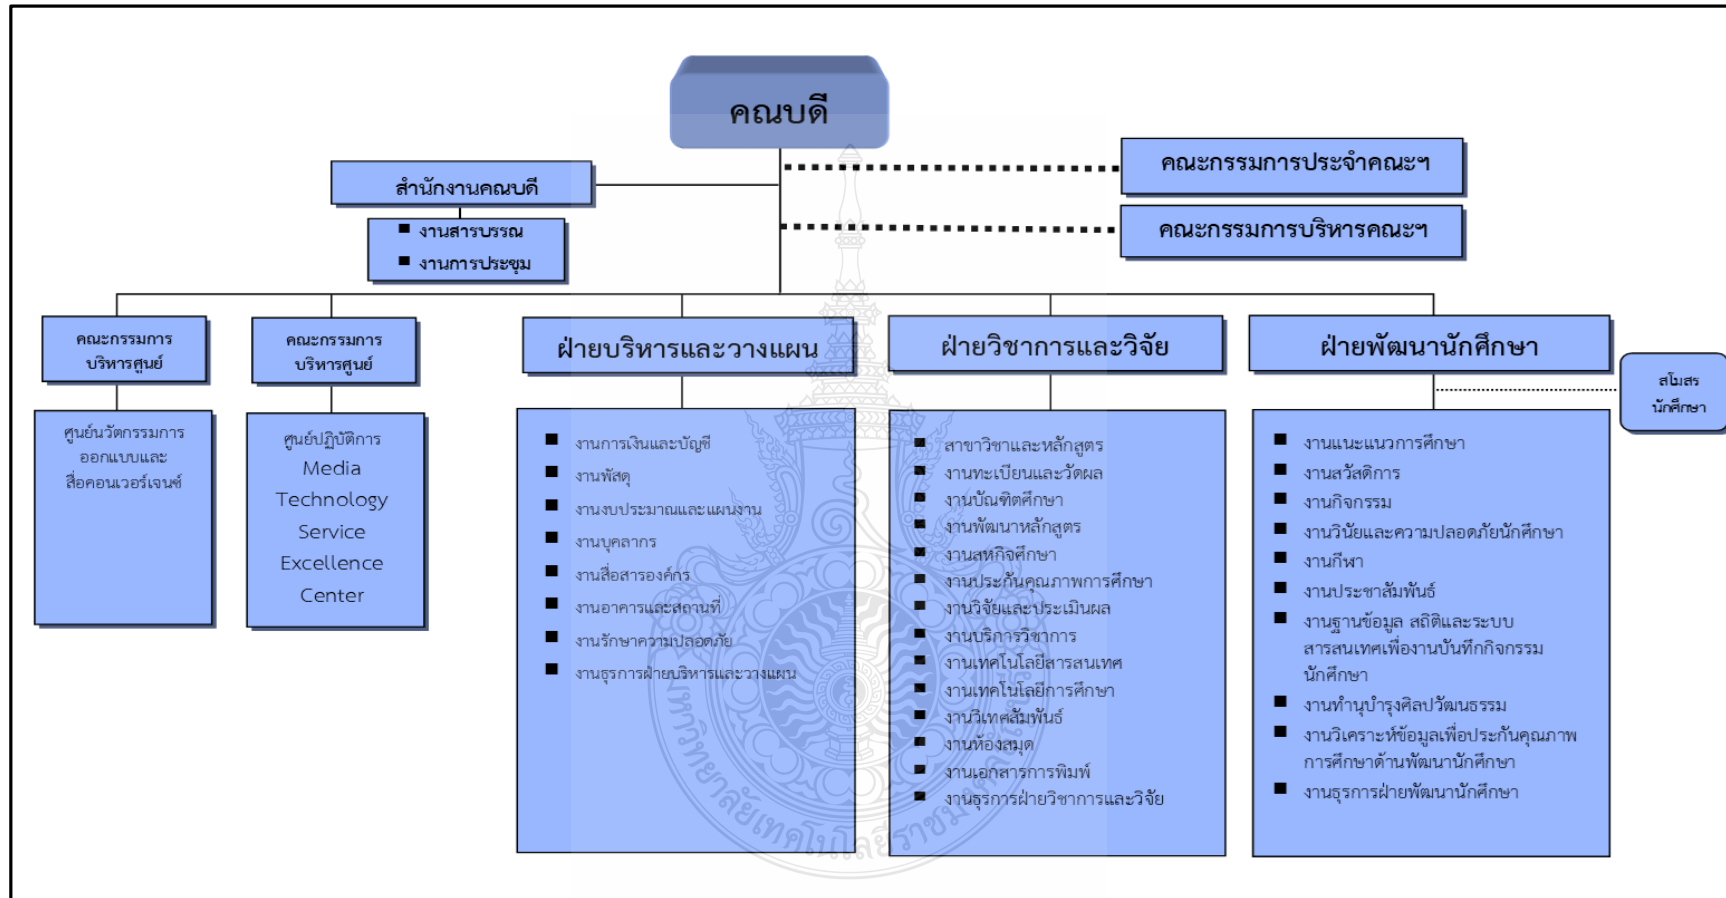 คณบดี
คณะกรรมการประจำคณะฯ
สำนักงานคณบดี
คณะกรรมการบริหารคณะฯ
งานสารบรรณ
งานการประชุม
คณะกรรมการ
บริหารศูนย์
คณะกรรมการ
บริหารศูนย์
ฝ่ายบริหารและวางแผน
ฝ่ายวิชาการและวิจัย
ฝ่ายพัฒนานักศึกษา
สโมสร
นักศึกษา
ศูนย์นวัตกรรมการ
ออกแบบและ
สื่อคอนเวอร์เจนซ์
ศูนย์ปฏิบัติการ
Media
Technology
Service
Excellence
Center
งานการเงินและบัญชี
งานพัสดุ
งานงบประมาณและแผนงาน
งานบุคลากร
งานสื่อสารองค์กร
งานอาคารและสถานที่
งานรักษาความปลอดภัย
งานธุรการฝ่ายบริหารและวางแผน
สาขาวิชาและหลักสูตร
งานทะเบียนและวัดผล
งานบัณฑิตศึกษา
งานพัฒนาหลักสูตร
งานสหกิจศึกษา
งานประกันคุณภาพการศึกษา
งานวิจัยและประเมินผล
งานบริการวิชาการ
งานเทคโนโลยีสารสนเทศ
งานเทคโนโลยีการศึกษา
งานวิเทศสัมพันธ์
งานห้องสมุด
งานเอกสารการพิมพ์
งานธุรการฝ่ายวิชาการและวิจัย
งานแนะแนวการศึกษา
งานสวัสดิการ
งานกิจกรรม
งานวินัยและความปลอดภัยนักศึกษา
งานกีฬา
งานประชาสัมพันธ์
งานฐานข้อมูล สถิติและระบบ
สารสนเทศเพื่องานบันทึกกิจกรรม
นักศึกษา
งานทำนุบำรุงศิลปวัฒนธรรม
งานวิเคราะห์ข้อมูลเพื่อประกันคุณภาพ
การศึกษาด้านพัฒนานักศึกษา
งานธุรการฝ่ายพัฒนานักศึกษา